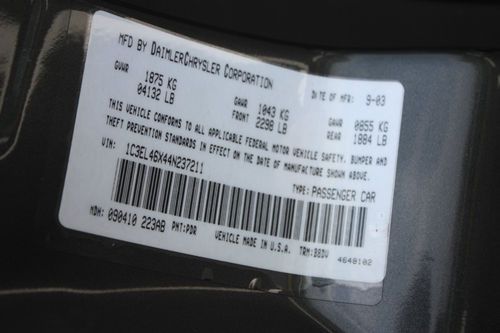 MFD BY DAIMLERCHRYSLER CORPORATION
DATE OF MFR: 9-03
GVWR 1875 KG 04132 LB
GAWR FRONT 1043 KG 2298 LB
GAWR REAR 0855 KG 1884 LB
THIS VEHICLE CONFORMS TO ALL APPLICABLE FEDERAL MOTOR VEHICLE SAFETY, BUMPER AND
THEFT PREVENTION STANDARDS IN EFFECT ON THE DATE OF MANUFACTURE SHOWN ABOVE.
VIN: 1C3EL46X44N237211
TYPE: PASSENGER CAR
MDH: 090410 223AB PNT:PDR VEHICLE MADE IN U.S.A. TRM:B8DV
4648102